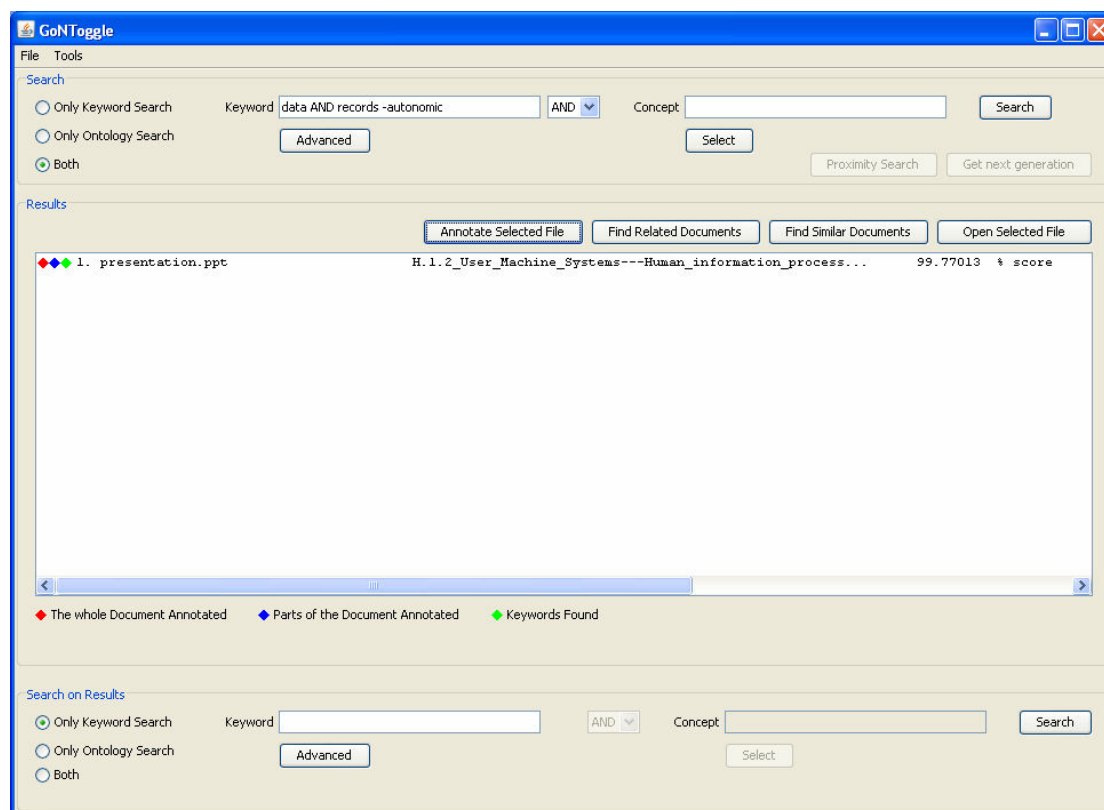 GoNToggle
File Tools
Search
Only Keyword Search Keyword data AND records -autonomic AND Concept Search
Only Ontology Search Advanced Select
Both Proximity Search Get next generation
Results
Annotate Selected File Find Related Documents Find Similar Documents Open Selected File
1. presentation.ppt H.1.2_User_Machine_Systems---Human_information_process... 99.77013 % score
The whole Document Annotated Parts of the Document Annotated Keywords Found
Search on Results
Only Keyword Search Keyword AND Concept Search
Only Ontology Search Advanced Select
Both